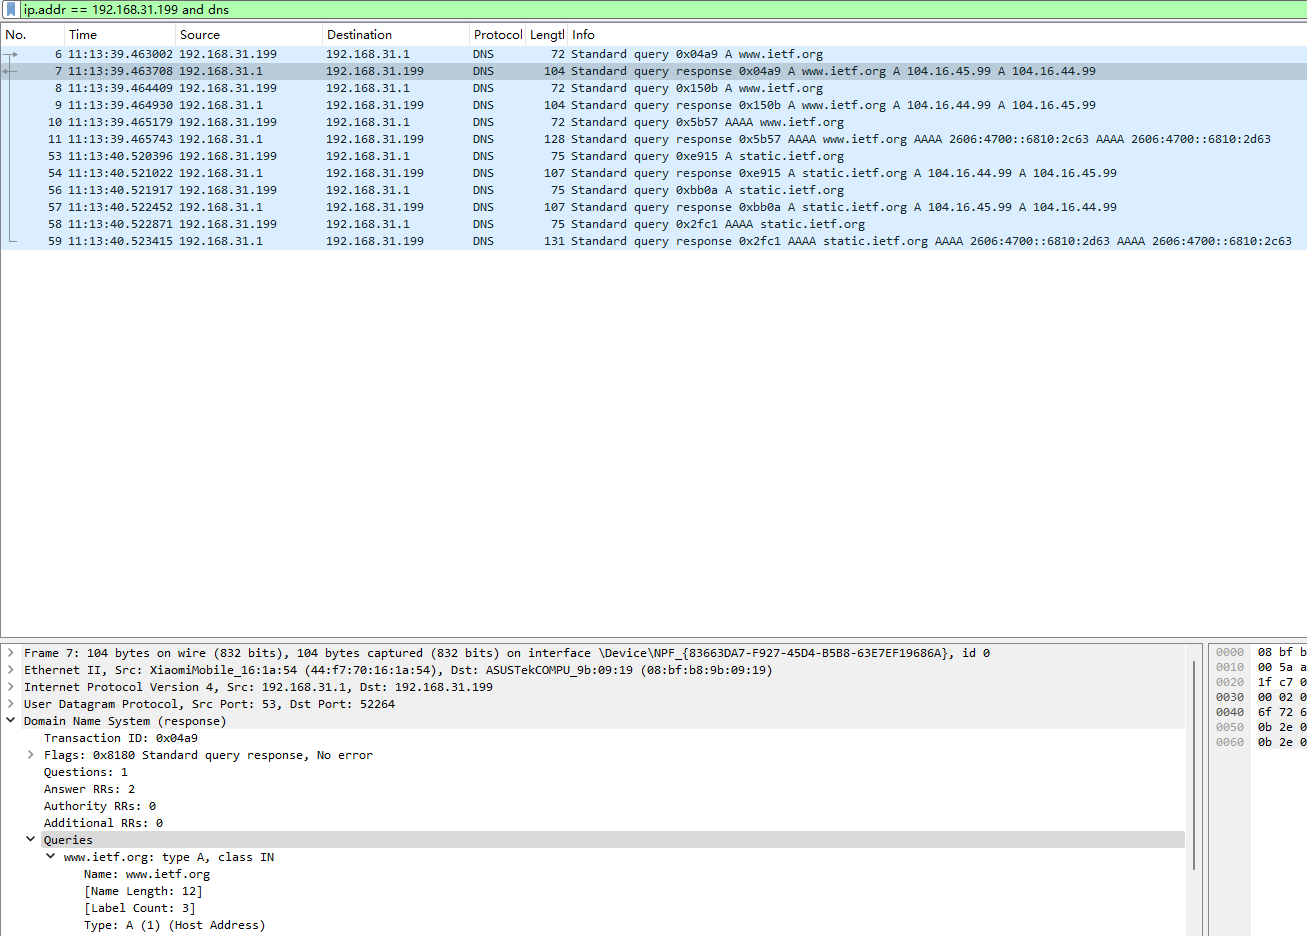 ip.addr == 192.168.31.199 and dns
No. Time Source Destination Protocol Lengtl Info
6 11:13:39.463002 192.168.31.199 192.168.31.1 DNS 72 Standard query 0x04a9 A www.ietf.org
7 11:13:39.463708 192.168.31.1 192.168.31.199 DNS 104 Standard query response 0x04a9 A www.ietf.org A 104.16.45.99 A 104.16.44.99
8 11:13:39.464409 192.168.31.199 192.168.31.1 DNS 72 Standard query 0x150b A www.ietf.org
9 11:13:39.464930 192.168.31.1 192.168.31.199 DNS 104 Standard query response 0x150b A www.ietf.org A 104.16.44.99 A 104.16.45.99
10 11:13:39.465179 192.168.31.199 192.168.31.1 DNS 72 Standard query 0x5b57 AAAA www.ietf.org
11 11:13:39.465743 192.168.31.1 192.168.31.199 DNS 128 Standard query response 0x5b57 AAAA www.ietf.org AAAA 2606:4700::6810:2c63 AAAA 2606:4700::6810:2d63
53 11:13:40.520396 192.168.31.199 192.168.31.1 DNS 75 Standard query 0xe915 A static.ietf.org
54 11:13:40.521022 192.168.31.1 192.168.31.199 DNS 107 Standard query response 0xe915 A static.ietf.org A 104.16.44.99 A 104.16.45.99
56 11:13:40.521917 192.168.31.199 192.168.31.1 DNS 75 Standard query 0xbb0a A static.ietf.org
57 11:13:40.522452 192.168.31.1 192.168.31.199 DNS 107 Standard query response 0xbb0a A static.ietf.org A 104.16.45.99 A 104.16.44.99
58 11:13:40.522871 192.168.31.199 192.168.31.1 DNS 75 Standard query 0x2fc1 AAAA static.ietf.org
59 11:13:40.523415 192.168.31.1 192.168.31.199 DNS 131 Standard query response 0x2fc1 AAAA static.ietf.org AAAA 2606:4700::6810:2d63 AAAA 2606:4700::6810:2c63
Frame 7: 104 bytes on wire (832 bits), 104 bytes captured (832 bits) on interface \Device\NPF_{83663DA7-F927-45D4-B5B8-63E7EF19686A}, id 0
Ethernet II, Src: XiaomiMobile_16:1a:54 (44:f7:70:16:1a:54), Dst: ASUSTekCOMPU_9b:09:19 (08:bf:b8:9b:09:19)
Internet Protocol Version 4, Src: 192.168.31.1, Dst: 192.168.31.199
User Datagram Protocol, Src Port: 53, Dst Port: 52264
Domain Name System (response)
Transaction ID: 0x04a9
Flags: 0x8180 Standard query response, No error
Questions: 1
Answer RRs: 2
Authority RRs: 0
Additional RRs: 0
Queries
www.ietf.org: type A, class IN
Name: www.ietf.org
[Name Length: 12]
[Label Count: 3]
Type: A (1) (Host Address)
0000 08 bf b
0010 00 5a a
0020 1f c7 0
0030 00 02 0
0040 6f 72 6
0050 0b 2e 0
0060 0b 2e 0